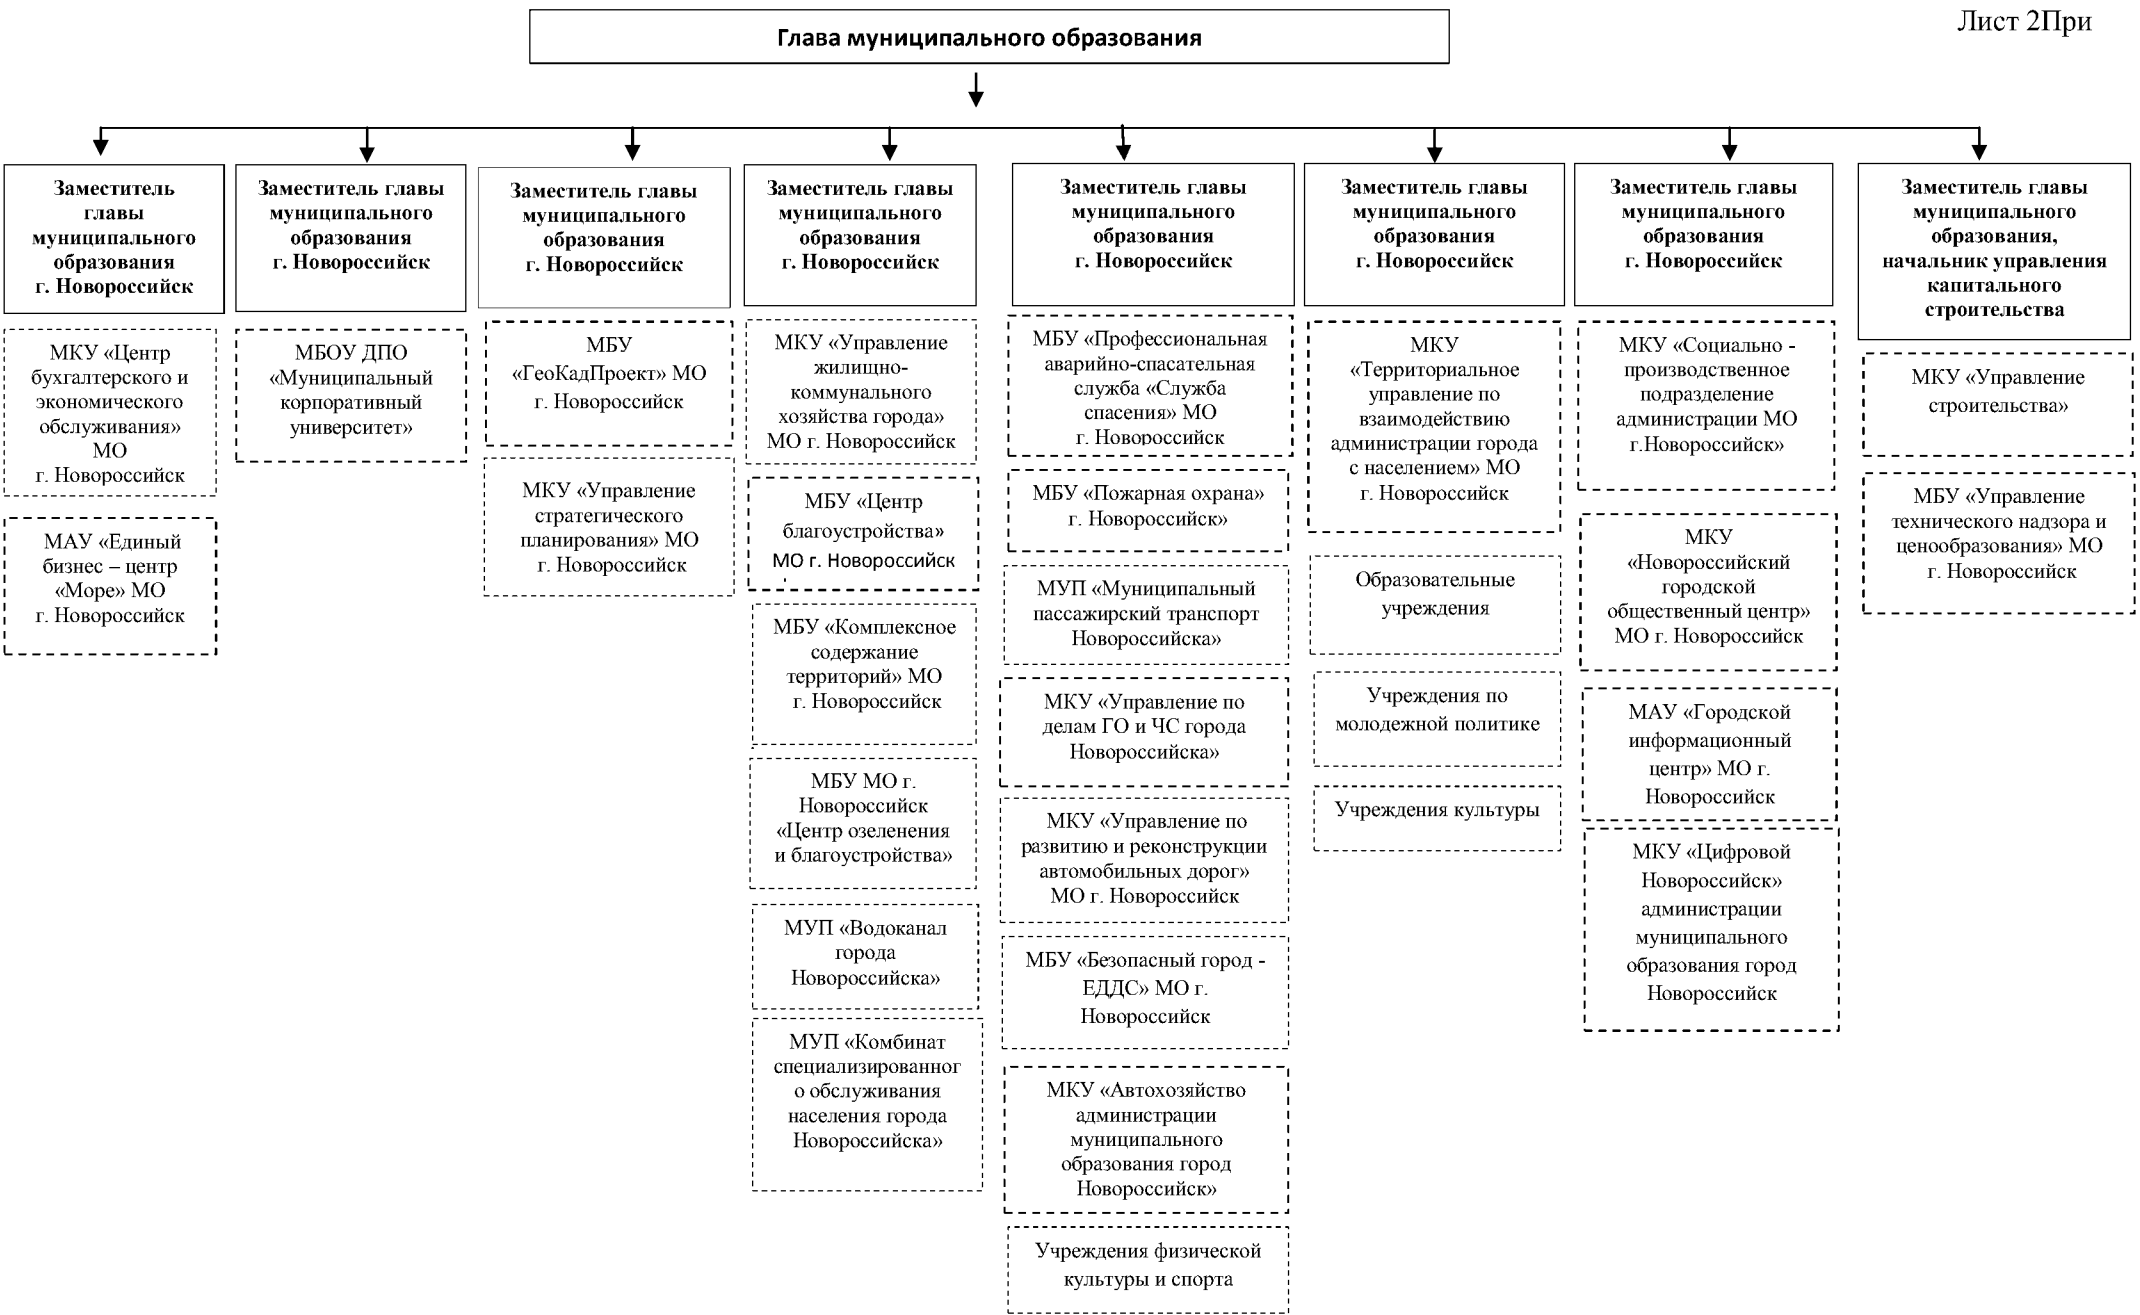 Лист 2При
Глава муниципального образования
Заместитель
главы
муниципального
образования
г. Новороссийск
Заместитель главы
муниципального
образования
г. Новороссийск
Заместитель главы
муниципального
образования
г. Новороссийск
Заместитель главы
муниципального
образования
г. Новороссийск
Заместитель главы
муниципального
образования
г. Новороссийск
Заместитель главы
муниципального
образования
г. Новороссийск
Заместитель главы
муниципального
образования
г. Новороссийск
Заместитель главы
муниципального
образования,
начальник управления
капитального
строительства
МКУ «Центр
бухгалтерского и
экономического
обслуживания»
МО
г. Новороссийск
МАУ «Единый
бизнес – центр
«Море» МО
г. Новороссийск
МБОУ ДПО
«Муниципальный
корпоративный
университет»
МБУ
«ГеоКадПроект» МО
г. Новороссийск
МКУ «Управление
стратегического
планирования» МО
г. Новороссийск
МКУ «Управление
жилищно-
коммунального
хозяйства города»
МО г. Новороссийск
МБУ «Центр
благоустройства»
МО г. Новороссийск
МБУ «Комплексное
содержание
территорий» МО
г. Новороссийск
МБУ МО г.
Новороссийск
«Центр озеленения
и благоустройства»
МУП «Водоканал
города
Новороссийска»
МУП «Комбинат
специализированног
о обслуживания
населения города
Новороссийска»
МБУ «Профессиональная
аварийно-спасательная
служба «Служба
спасения» МО
г. Новороссийск
МБУ «Пожарная охрана»
г. Новороссийск»
МУП «Муниципальный
пассажирский транспорт
Новороссийска»
МКУ «Управление по
делам ГО и ЧС города
Новороссийска»
МКУ «Управление по
развитию и реконструкции
автомобильных дорог»
МО г. Новороссийск
МБУ «Безопасный город -
ЕДДС» МО г.
Новороссийск
МКУ «Автохозяйство
администрации
муниципального
образования город
Новороссийск»
Учреждения физической
культуры и спорта
МКУ
«Территориальное
управление по
взаимодействию
администрации города
с населением» МО
г. Новороссийск
Образовательные
учреждения
Учреждения по
молодежной политике
Учреждения культуры
МКУ «Социально -
производственное
подразделение
администрации МО
г.Новороссийск»
МКУ
«Новороссийский
городской
общественный центр»
МО г. Новороссийск
МАУ «Городской
информационный
центр» МО г.
Новороссийск
МКУ «Цифровой
Новороссийск»
администрации
муниципального
образования город
Новороссийск
МКУ «Управление
строительства»
МБУ «Управление
технического надзора и
ценообразования» МО
г. Новороссийск